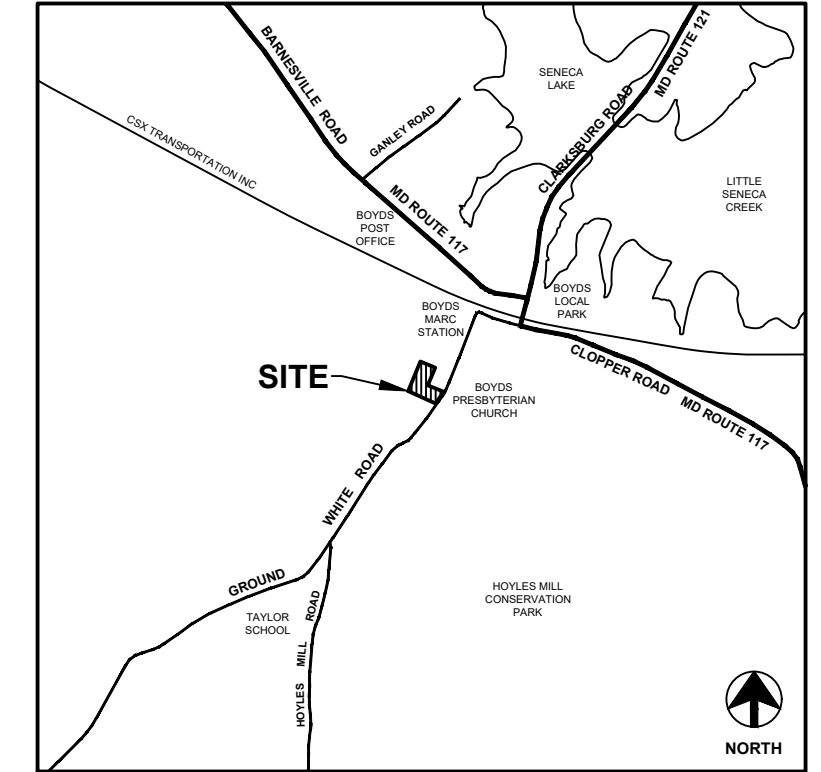 BARNESVILLE ROAD
MD ROUTE 121
SENECA
LAKE
CLARKSBURG ROAD
GANLEY ROAD
CSX TRANSPORTATION INC
LITTLE
SENECA
CREEK
MD ROUTE 117
BOYDS
POST
OFFICE
BOYDS
LOCAL
PARK
BOYDS
MARC
STATION
CLOPPER ROAD MD ROUTE 117
SITE
BOYDS
PRESBYTERIAN
CHURCH
WHITE ROAD
GROUND
HOYLES MILL
CONSERVATION
PARK
TAYLOR
SCHOOL
HOYLES MILL ROAD
NORTH